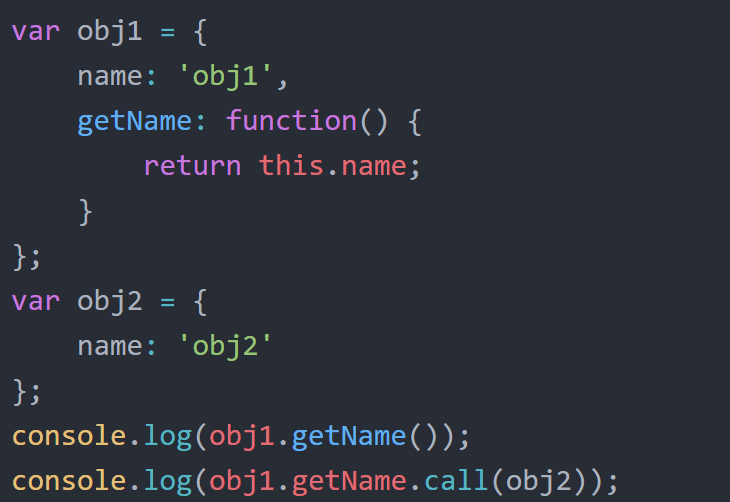 var obj1 = {
    name: 'obj1',
    getName: function() {
        return this.name;
    }
};
var obj2 = {
    name: 'obj2'
};
console.log(obj1.getName());
console.log(obj1.getName.call(obj2));